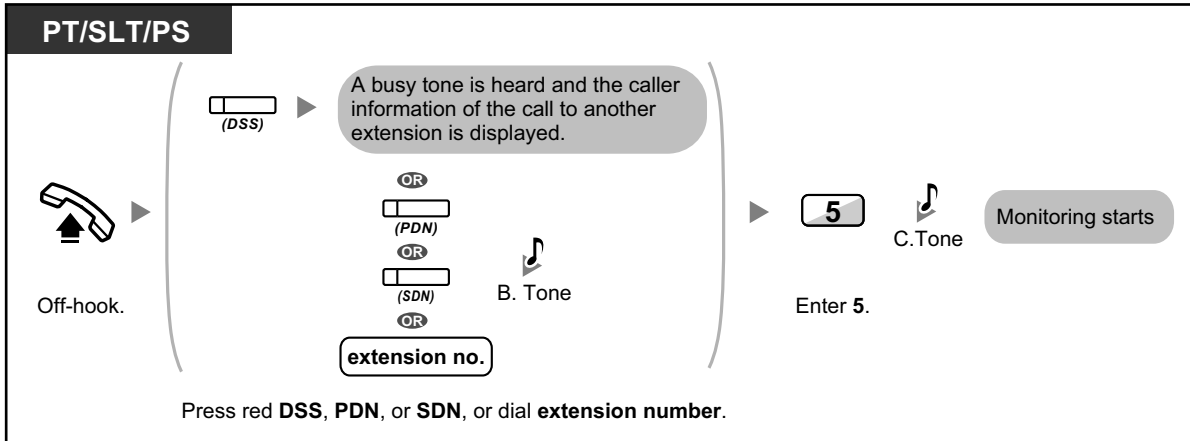 PT/SLT/PS
(DSS)
A busy tone is heard and the caller
information of the call to another
extension is displayed.
OR
(PDN)
OR
(SDN)
B. Tone
OR
extension no.
5
C.Tone
Monitoring starts
Off-hook.
Enter 5.
Press red DSS, PDN, or SDN, or dial extension number.